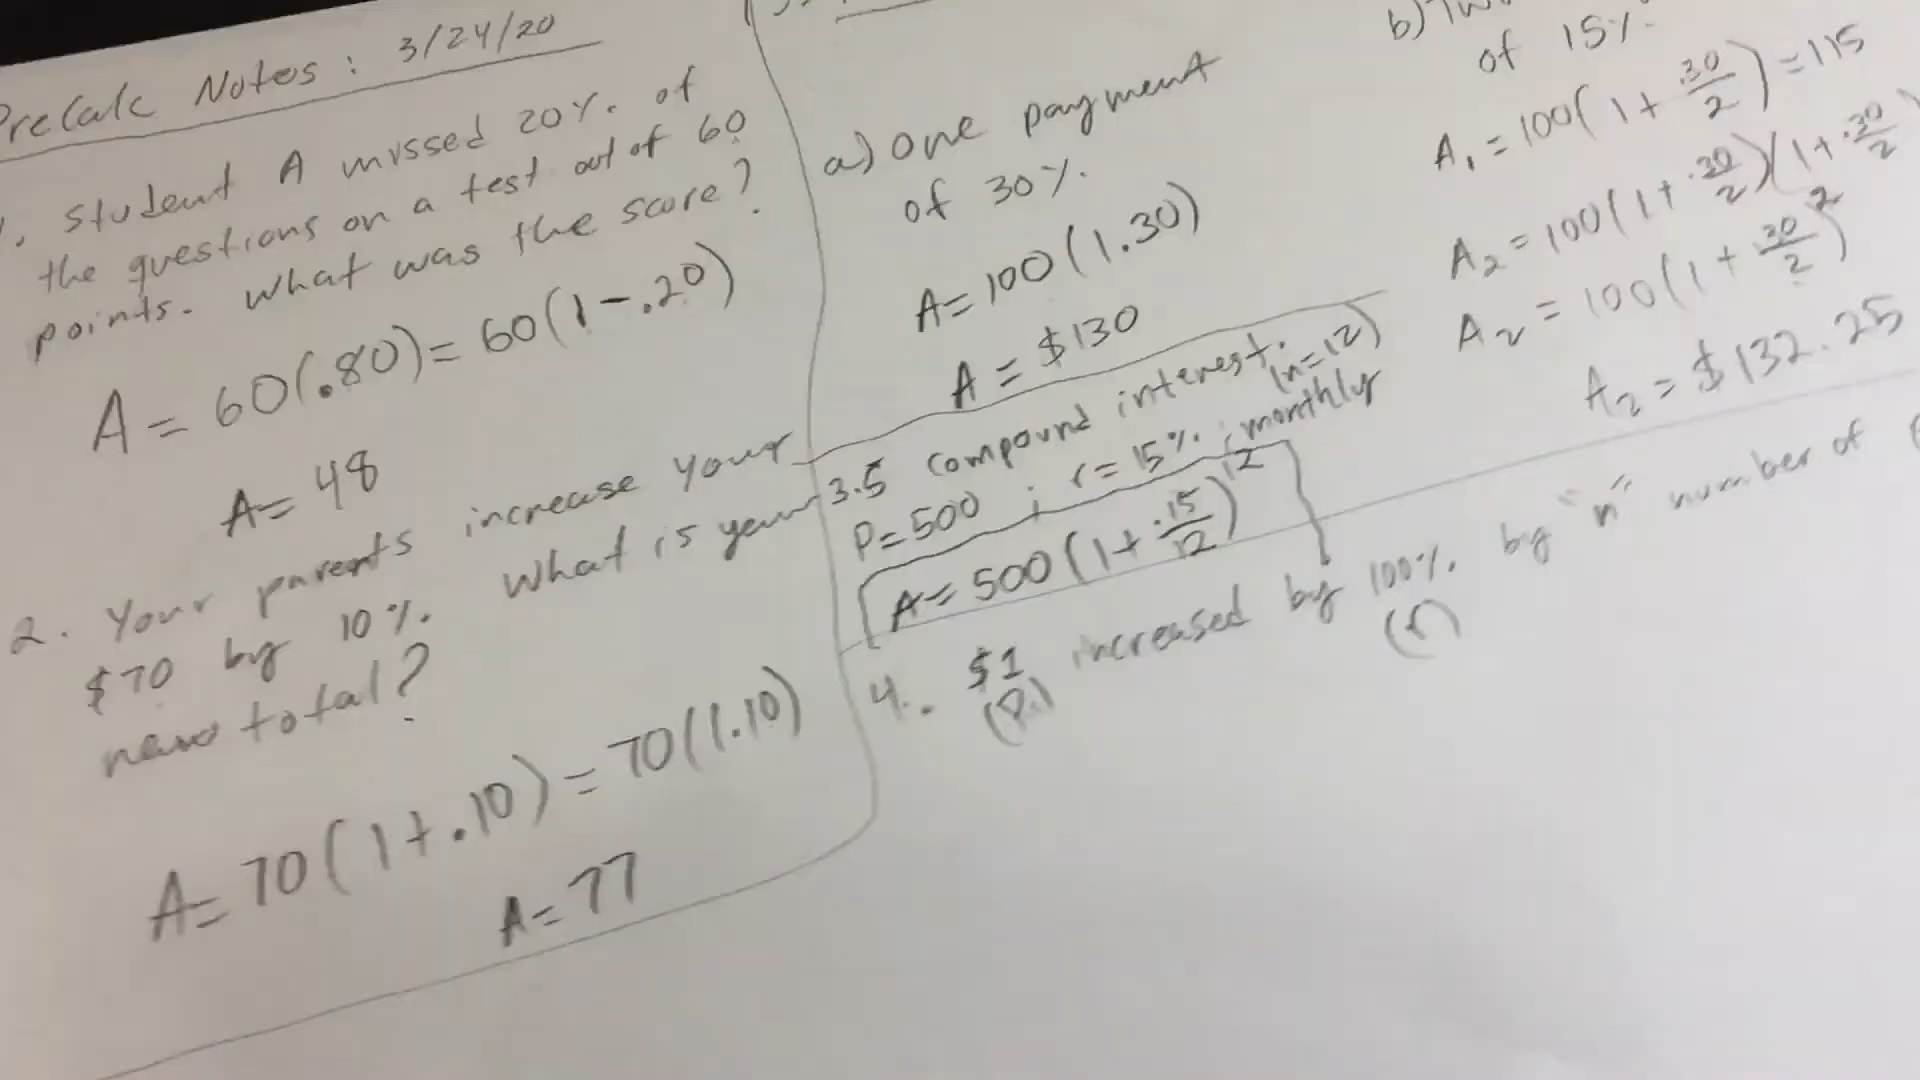 PreCalc Notes: 3/24/20
1. Student A missed 20% of
the questions on a test out of 60
points. What was the score?
A = 60(.80) = 60(1-.20)
A = 48
2. Your parents increase your
$70 by 10%. What is your
new total?
A = 70(1+.10) = 70(1.10)
A = 77
a) One payment
of 30%.
A = 100(1.30)
A = $130
b) Two
of 15%.
A₁ = 100(1 + .30/2) = 115
A₂ = 100(1 + .30/2)(1 + .30/2)
A₂ = 100(1 + .30/2)²
A₂ = $132.25
3.5 compound interest.
P = 500 ; r = 15% ; monthly (n=12)
A = 500(1 + .15/12)¹²
4. $1 increased by 100% by "n" number of
(P) (r)